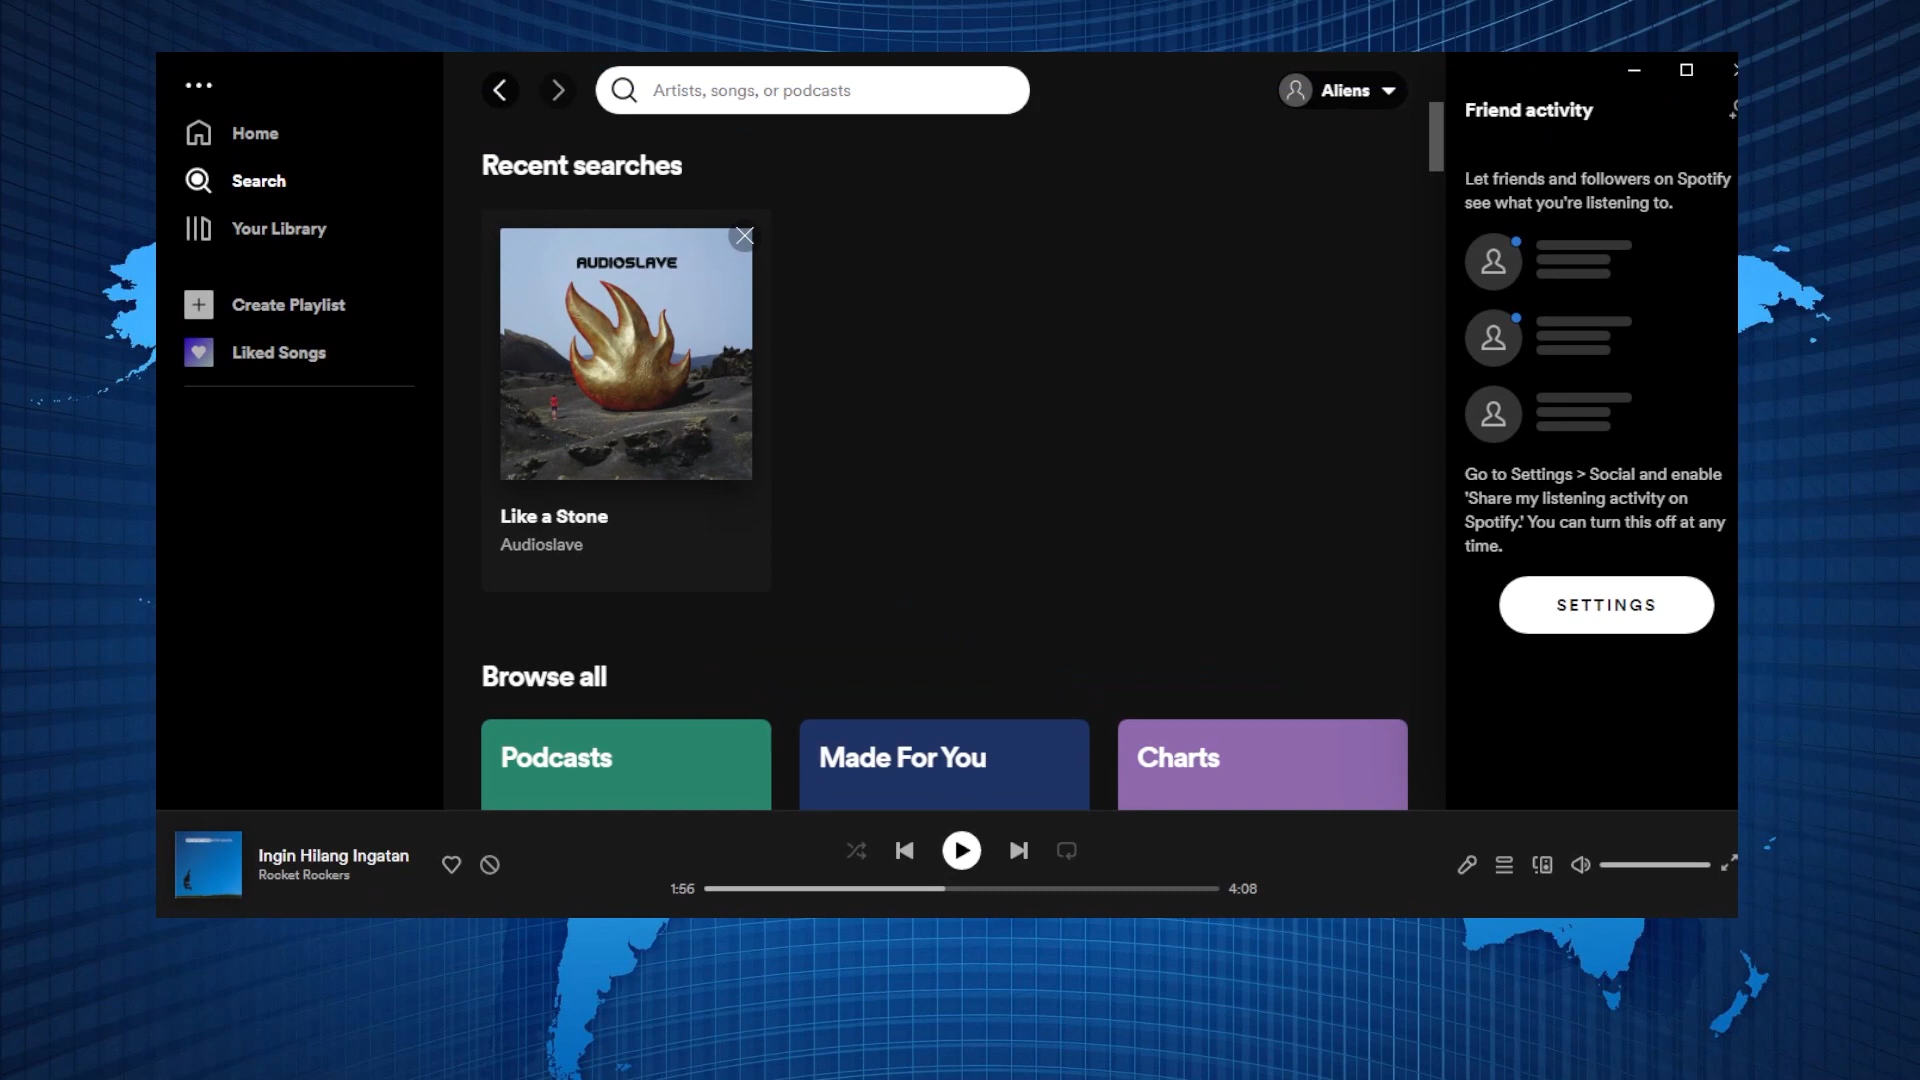 Home
Search
Your Library
Create Playlist
Liked Songs
Artists, songs, or podcasts
Aliens
Recent searches
AUDIOSLAVE
Like a Stone
Audioslave
Browse all
Podcasts
Made For You
Charts
Friend activity
Let friends and followers on Spotify
see what you're listening to.
Go to Settings > Social and enable
'Share my listening activity on
Spotify.' You can turn this off at any
time.
SETTINGS
Ingin Hilang Ingatan
Rocket Rockers
1:56
4:08